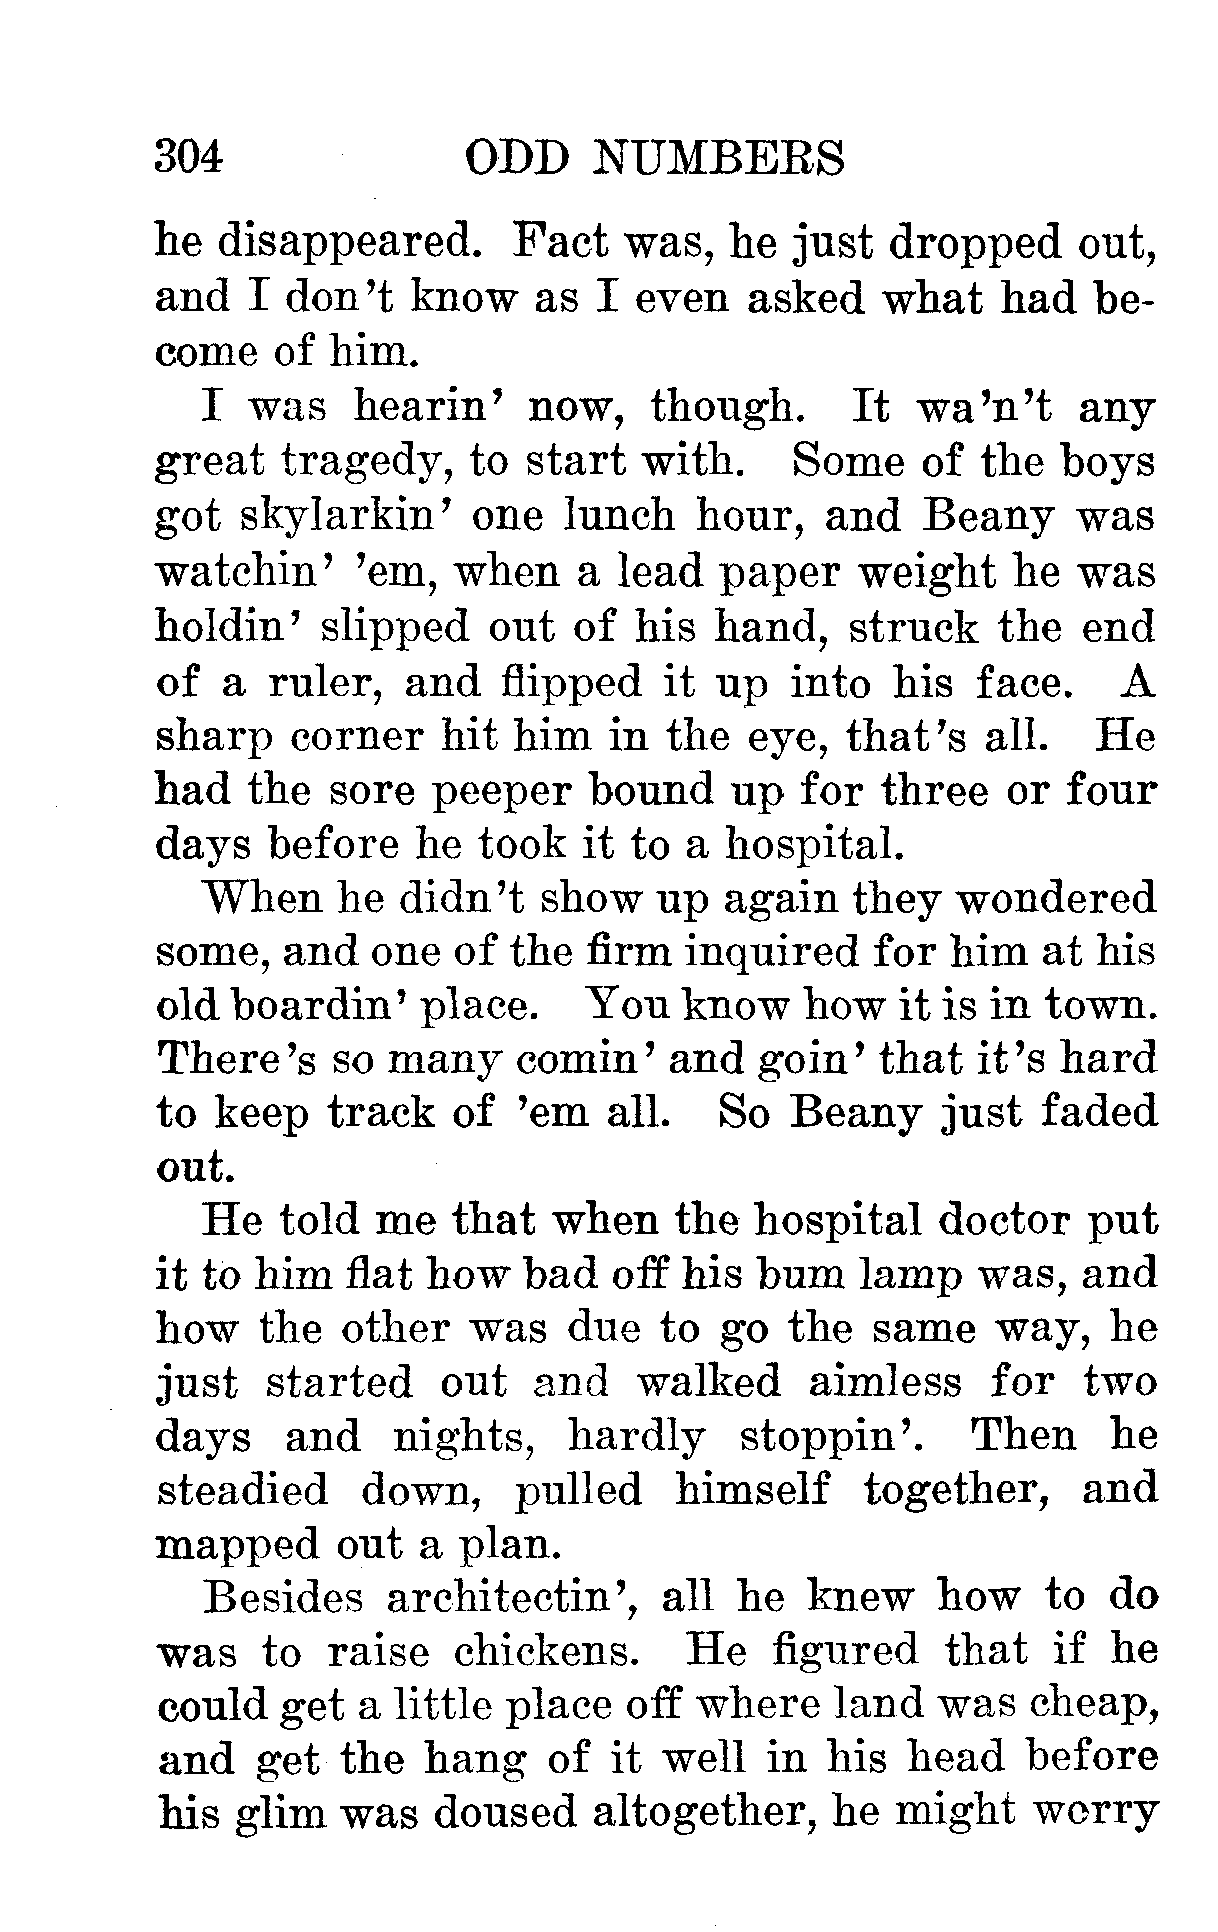 304 ODD NUMBERS
he disappeared. Fact was, he just dropped out,
and I don't know as I even asked what had be-
come of him.
I was hearin' now, though. It wa'n't any
great tragedy, to start with. Some of the boys
got skylarkin' one lunch hour, and Beany was
watchin' 'em, when a lead paper weight he was
holdin' slipped out of his hand, struck the end
of a ruler, and flipped it up into his face. A
sharp corner hit him in the eye, that's all. He
had the sore peeper bound up for three or four
days before he took it to a hospital.
When he didn't show up again they wondered
some, and one of the firm inquired for him at his
old boardin' place. You know how it is in town.
There's so many comin' and goin' that it's hard
to keep track of 'em all. So Beany just faded
out.
He told me that when the hospital doctor put
it to him flat how bad off his bum lamp was, and
how the other was due to go the same way, he
just started out and walked aimless for two
days and nights, hardly stoppin'. Then he
steadied down, pulled himself together, and
mapped out a plan.
Besides architectin', all he knew how to do
was to raise chickens. He figured that if he
could get a little place off where land was cheap,
and get the hang of it well in his head before
his glim was doused altogether, he might worry